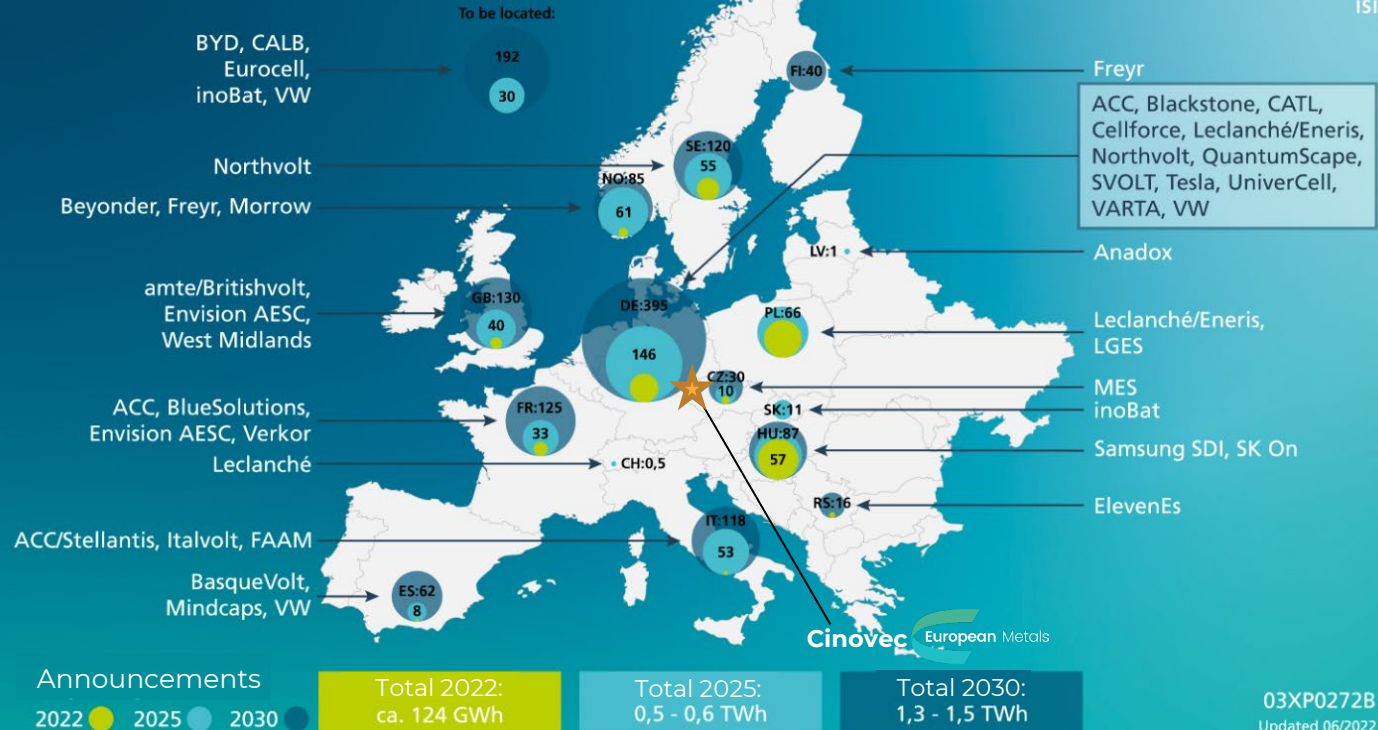 ISI
To be located:
192
30
BYD, CALB,
Eurocell,
inoBat, VW
Northvolt
Beyonder, Freyr, Morrow
amte/Britishvolt,
Envision AESC,
West Midlands
ACC, BlueSolutions,
Envision AESC, Verkor
Leclanché
ACC/Stellantis, Italvolt, FAAM
BasqueVolt,
Mindcaps, VW
FI:40
SE:120
55
NO:85
61
LV:1
GB:130
40
DE:395
146
PL:66
CZ:30
10
SK:11
FR:125
33
HU:87
57
CH:0,5
RS:16
IT:118
53
ES:62
8
Freyr
ACC, Blackstone, CATL,
Cellforce, Leclanché/Eneris,
Northvolt, QuantumScape,
SVOLT, Tesla, UniverCell,
VARTA, VW
Anadox
Leclanché/Eneris,
LGES
MES
inoBat
Samsung SDI, SK On
ElevenEs
Cinovec
European Metals
Announcements
2022 2025 2030
Total 2022:
ca. 124 GWh
Total 2025:
0,5 - 0,6 TWh
Total 2030:
1,3 - 1,5 TWh
03XP0272B
Updated 06/2022